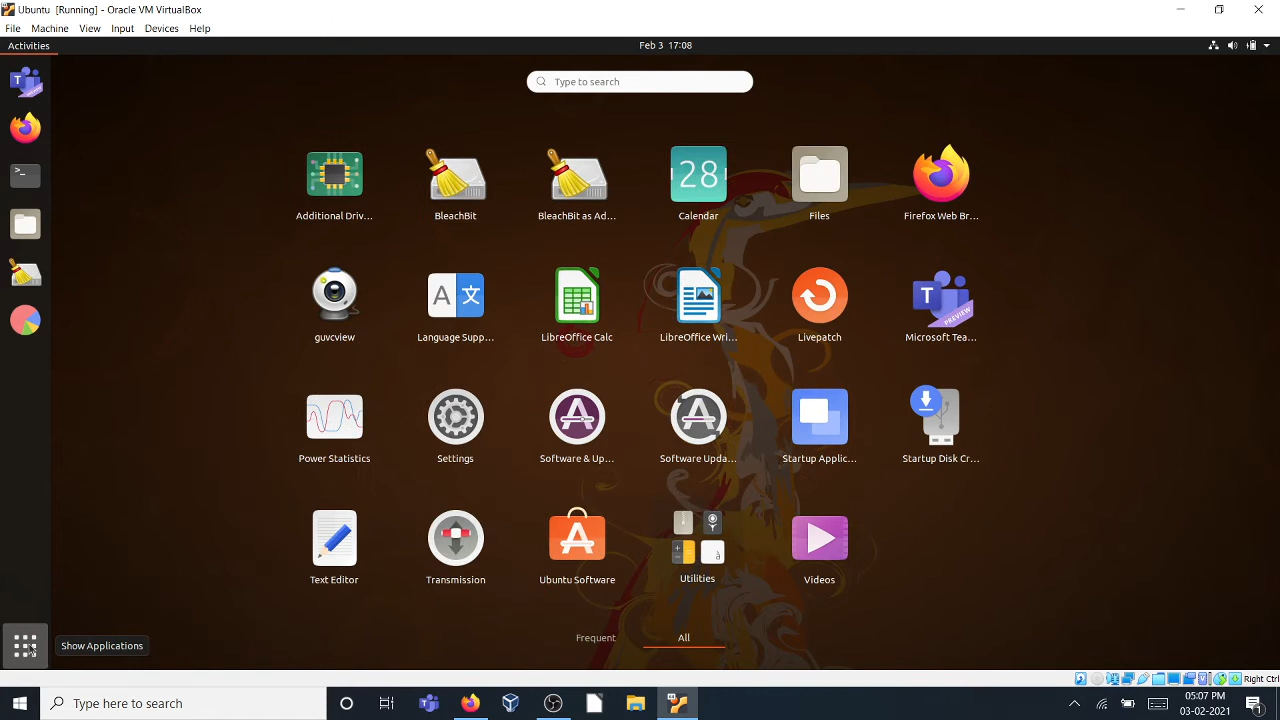 Ubuntu  [Running] - Oracle VM VirtualBox
File Machine View Input Devices Help
Activities
Feb 3  17:08
Type to search
28
Additional Driv...
BleachBit
BleachBit as Ad...
Calendar
Files
Firefox Web Br...
A 文
T
PREVIEW
guvcview
Language Supp...
LibreOffice Calc
LibreOffice Wri...
Livepatch
Microsoft Tea...
Power Statistics
Settings
Software & Up...
Software Upda...
Startup Applic...
Startup Disk Cr...
Text Editor
Transmission
Ubuntu Software
Utilities
Videos
Frequent
All
Show Applications
Right Ctrl
Type here to search
05:07 PM
03-02-2021